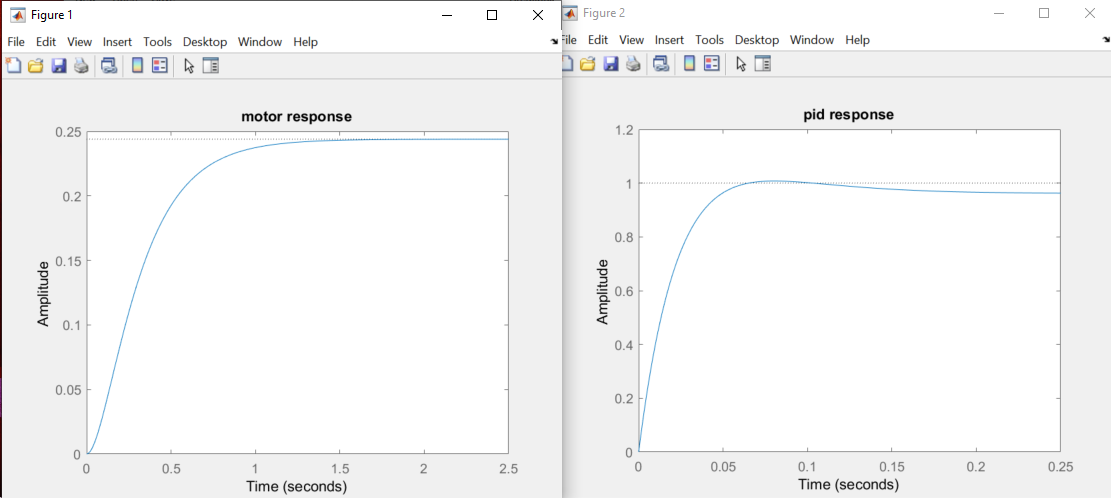 Figure 1
File Edit View Insert Tools Desktop Window Help
motor response
0.25
0.2
0.15
0.1
0.05
0
Amplitude
0 0.5 1 1.5 2 2.5
Time (seconds)
Figure 2
File Edit View Insert Tools Desktop Window Help
pid response
1.2
1
0.8
0.6
0.4
0.2
0
Amplitude
0 0.05 0.1 0.15 0.2 0.25
Time (seconds)